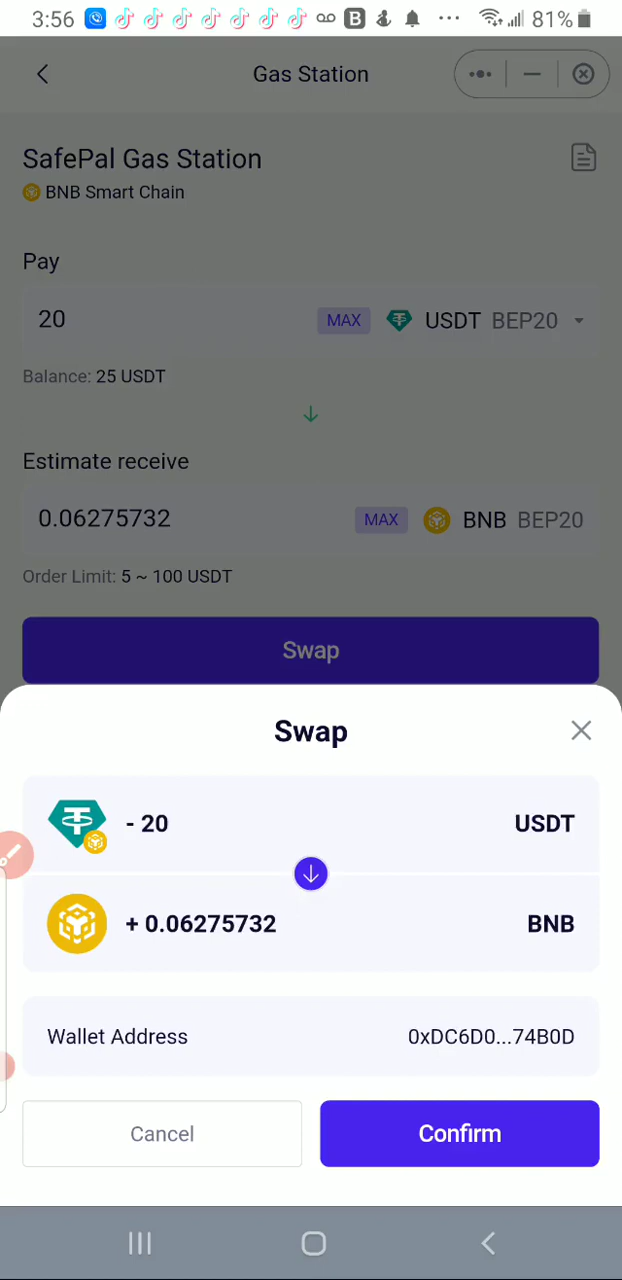 3:56 B ... 81%
Gas Station
SafePal Gas Station
BNB Smart Chain
Pay
20 MAX USDT BEP20
Balance: 25 USDT
Estimate receive
0.06275732 MAX BNB BEP20
Order Limit: 5 ~ 100 USDT
Swap
Swap
- 20 USDT
+ 0.06275732 BNB
Wallet Address 0xDC6D0...74B0D
Cancel Confirm